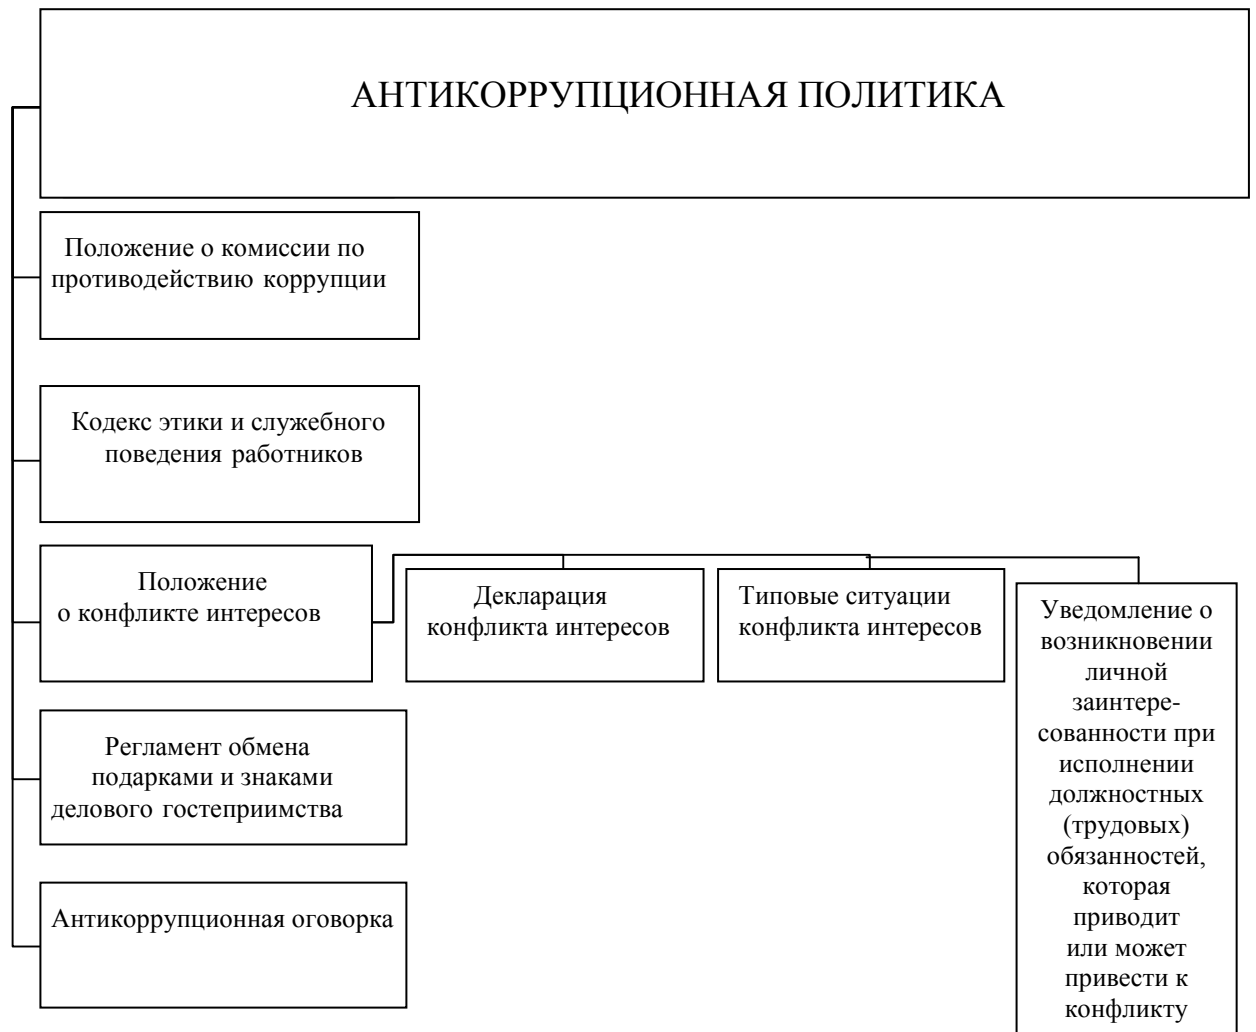 АНТИКОРРУПЦИОННАЯ ПОЛИТИКА
Положение о комиссии по
противодействию коррупции
Кодекс этики и служебного
поведения работников
Положение
о конфликте интересов
Декларация
конфликта интересов
Типовые ситуации
конфликта интересов
Уведомление о
возникновении
личной
заинтере-
сованности при
исполнении
должностных
(трудовых)
обязанностей,
которая
приводит
или может
привести к
конфликту
Регламент обмена
подарками и знаками
делового гостеприимства
Антикоррупционная оговорка